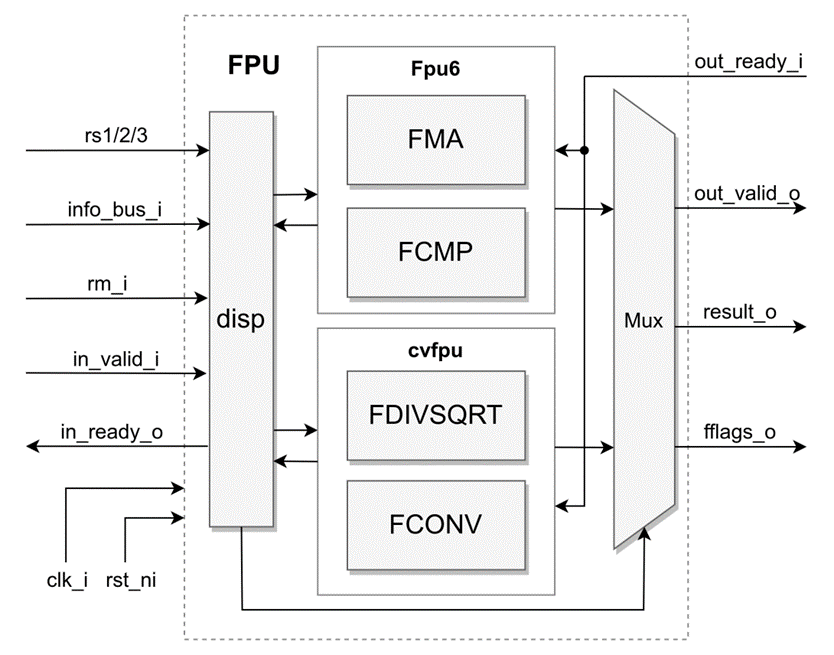 FPU
Fpu6
out_ready_i
rs1/2/3
FMA
info_bus_i
out_valid_o
FCMP
rm_i
disp
Mux
result_o
cvfpu
in_valid_i
FDIVSQRT
in_ready_o
fflags_o
FCONV
clk_i
rst_ni